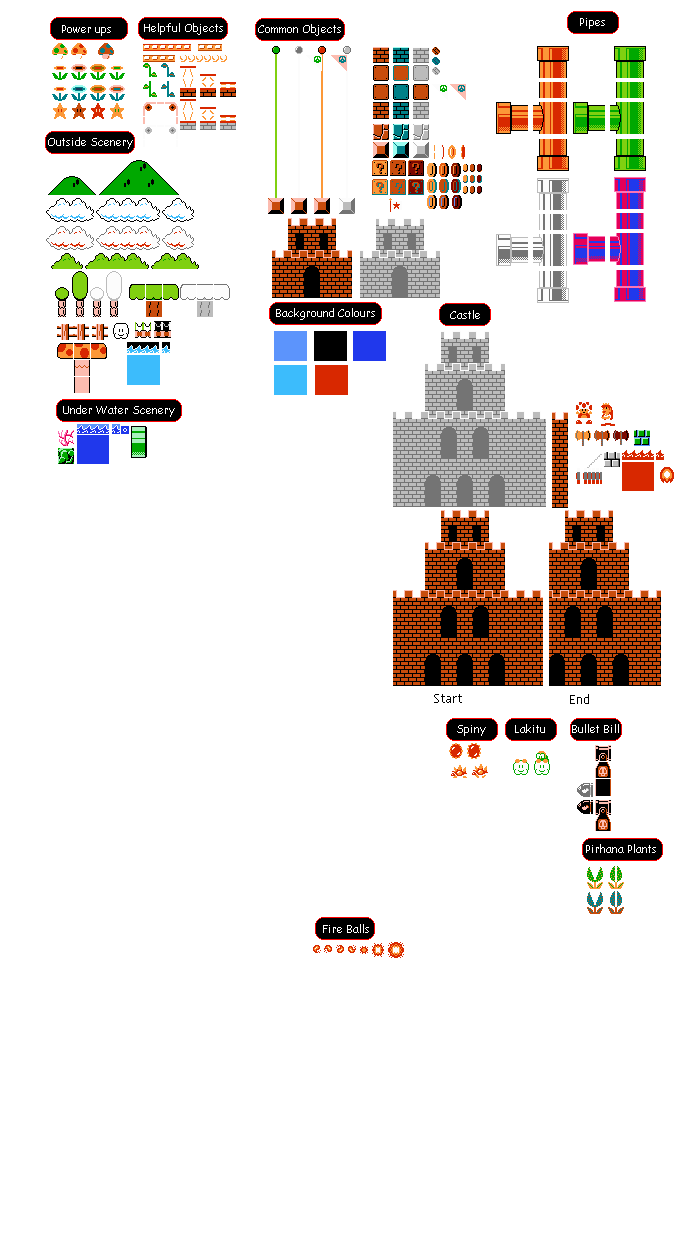 Power ups
Helpful Objects
Common Objects
Pipes
Outside Scenery
Background Colours
Castle
Under Water Scenery
Start
End
Spiny
Lakitu
Bullet Bill
Pirhana Plants
Fire Balls